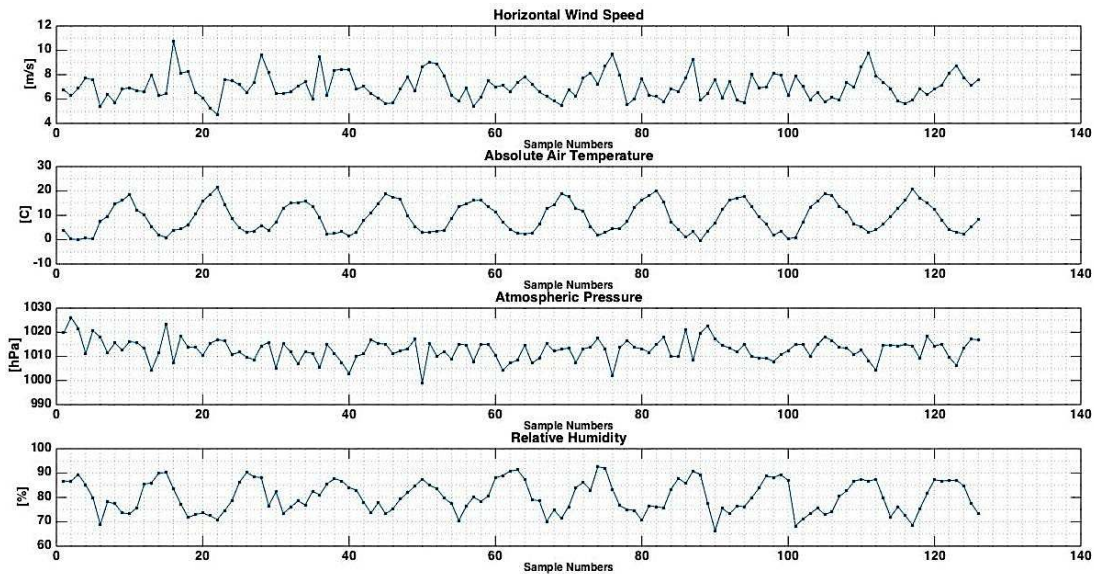 Horizontal Wind Speed
12
10
8
6
4
[m/s]
0 20 40 60 80 100 120 140
Sample Numbers
Absolute Air Temperature
30
20
10
0
-10
[C]
0 20 40 60 80 100 120 140
Sample Numbers
Atmospheric Pressure
1030
1020
1010
1000
990
[hPa]
0 20 40 60 80 100 120 140
Sample Numbers
Relative Humidity
100
90
80
70
60
[%]
0 20 40 60 80 100 120 140
Sample Numbers